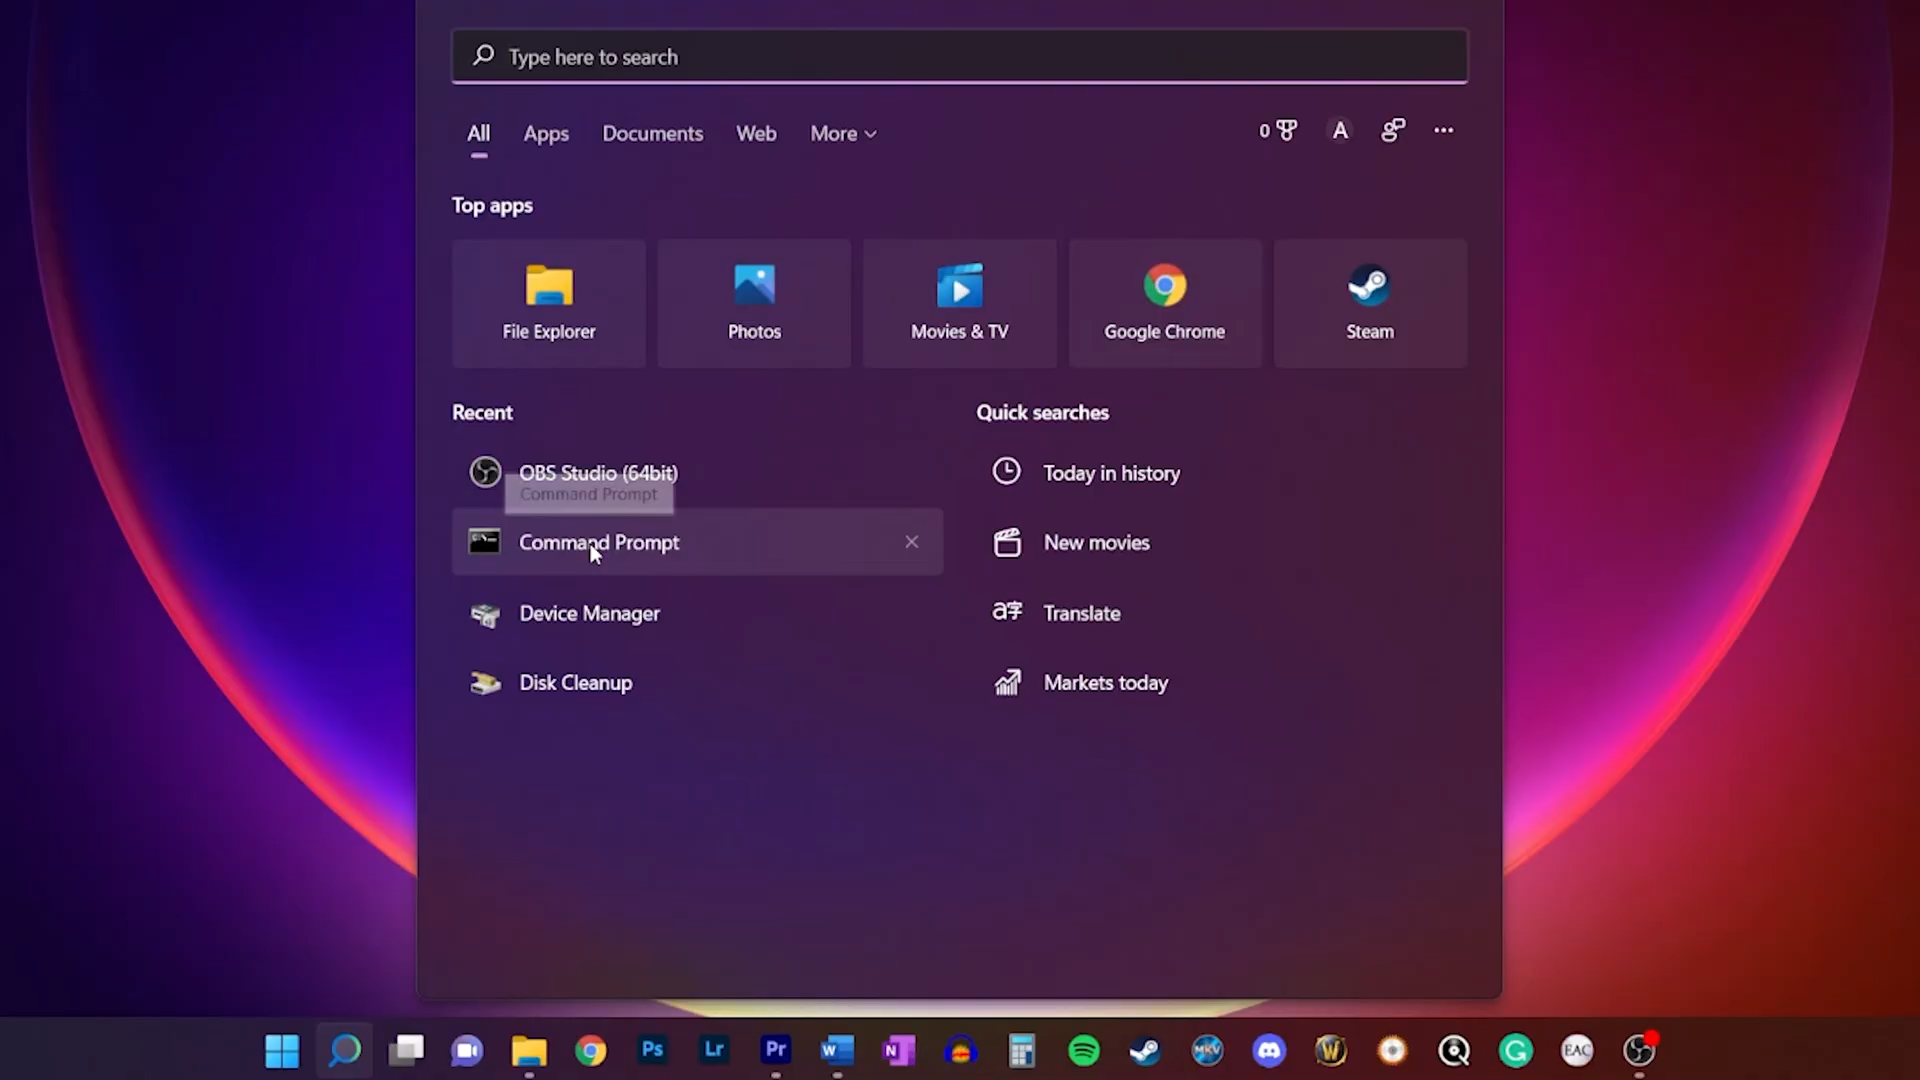 Type here to search
All Apps Documents Web More
0 A
Top apps
File Explorer Photos Movies & TV Google Chrome Steam
Recent Quick searches
OBS Studio (64bit) Today in history
Command Prompt
Command Prompt New movies
Device Manager Translate
Disk Cleanup Markets today
Ps Lr Pr W N MKV W G EAC